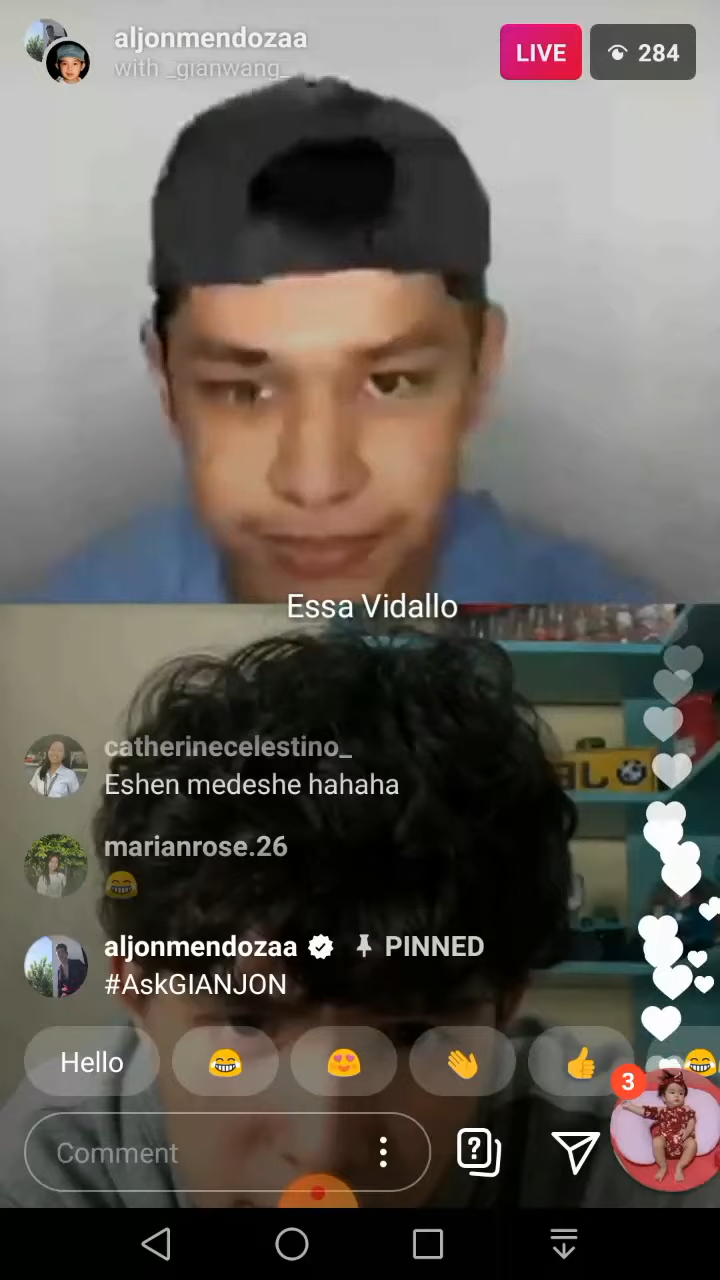 aljonmendozaa
with _gianwang_
LIVE
284
Essa Vidallo
catherinecelestino_
Eshen medeshe hahaha
marianrose.26
😂
aljonmendozaa PINNED
#AskGIANJON
Hello 😂 😍 👏 👍 😂
3
Comment